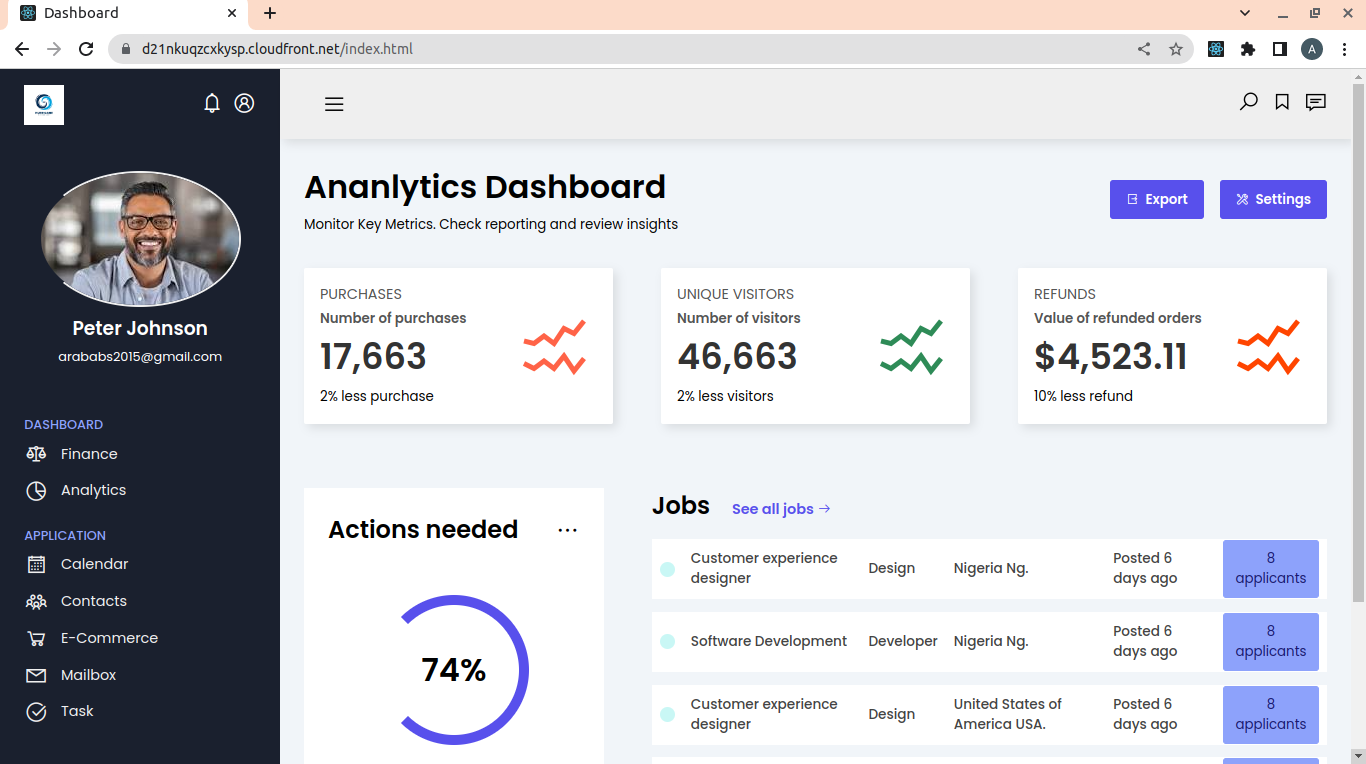 Dashboard
d21nkuqzcxkysp.cloudfront.net/index.html
A
Peter Johnson
arababs2015@gmail.com
DASHBOARD
Finance
Analytics
APPLICATION
Calendar
Contacts
E-Commerce
Mailbox
Task
Ananlytics Dashboard
Monitor Key Metrics. Check reporting and review insights
Export
Settings
PURCHASES
Number of purchases
17,663
2% less purchase
UNIQUE VISITORS
Number of visitors
46,663
2% less visitors
REFUNDS
Value of refunded orders
$4,523.11
10% less refund
Actions needed
74%
Jobs
See all jobs
Customer experience
designer
Design
Nigeria Ng.
Posted 6
days ago
8
applicants
Software Development
Developer
Nigeria Ng.
Posted 6
days ago
8
applicants
Customer experience
designer
Design
United States of
America USA.
Posted 6
days ago
8
applicants